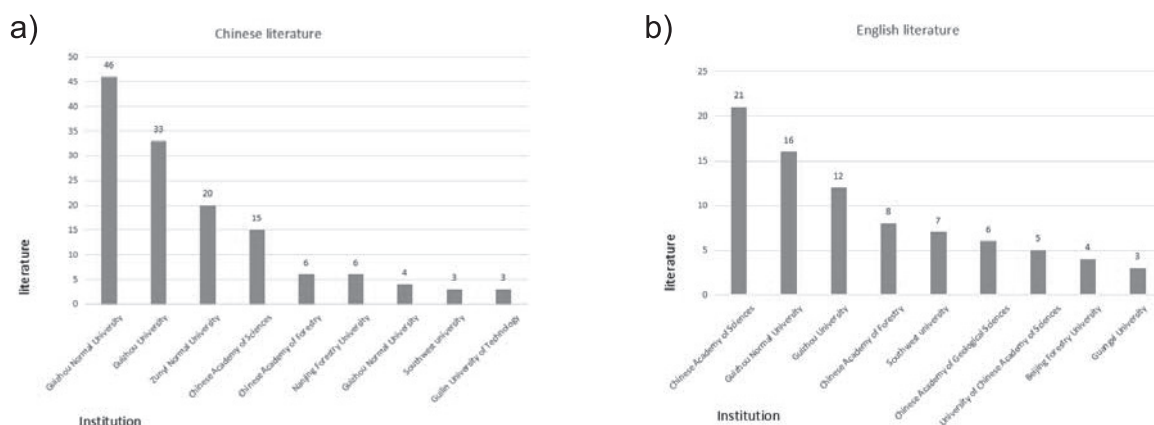 a)
Chinese literature
50
45
40
35
30
25
20
15
10
5
0
46
33
20
15
6
6
4
3
3
literature
Guizhou Normal University
Guizhou University
Zunyi Normal University
Chinese Academy of Sciences
Chinese Academy of Forestry
Nanjing Forestry University
Guizhou Normal University
Southwest university
Guilin University of Technology
Institution
b)
English literature
25
20
15
10
5
0
21
16
12
8
7
6
5
4
3
literature
Chinese Academy of Sciences
Guizhou Normal University
Guizhou University
Chinese Academy of Forestry
Southwest university
Chinese Academy of Geological Sciences
University of Chinese Academy of Sciences
Beijing Forestry University
Guangxi University
Institution